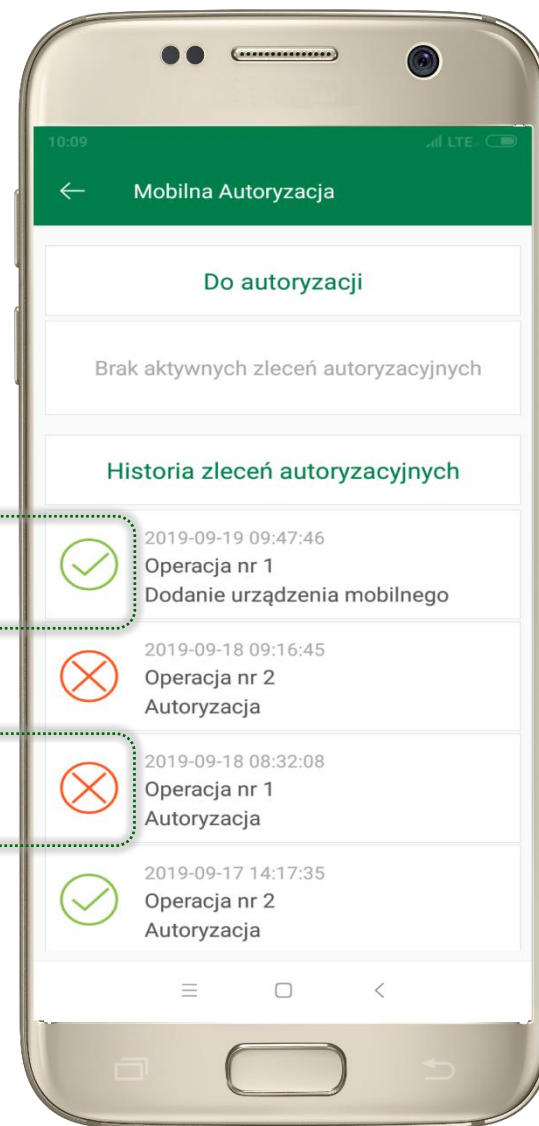 10:09
LTE
Mobilna Autoryzacja
Do autoryzacji
Brak aktywnych zleceń autoryzacyjnych
Historia zleceń autoryzacyjnych
2019-09-19 09:47:46
Operacja nr 1
Dodanie urządzenia mobilnego
2019-09-18 09:16:45
Operacja nr 2
Autoryzacja
2019-09-18 08:32:08
Operacja nr 1
Autoryzacja
2019-09-17 14:17:35
Operacja nr 2
Autoryzacja